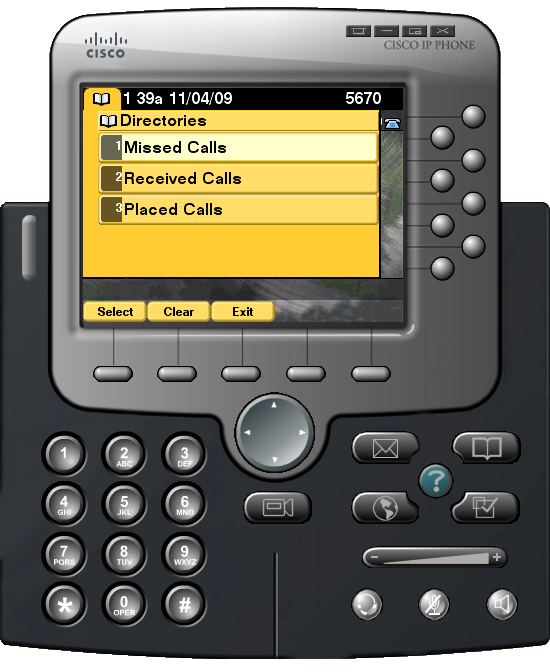 CISCO
CISCO IP PHONE
1 39a 11/04/09 5670
Directories
1 Missed Calls
2 Received Calls
3 Placed Calls
Select Clear Exit
1 2 ABC 3 DEF
4 GHI 5 JKL 6 MNO
?
7 PQRS 8 TUV 9 WXYZ
- +
* 0 OPER #